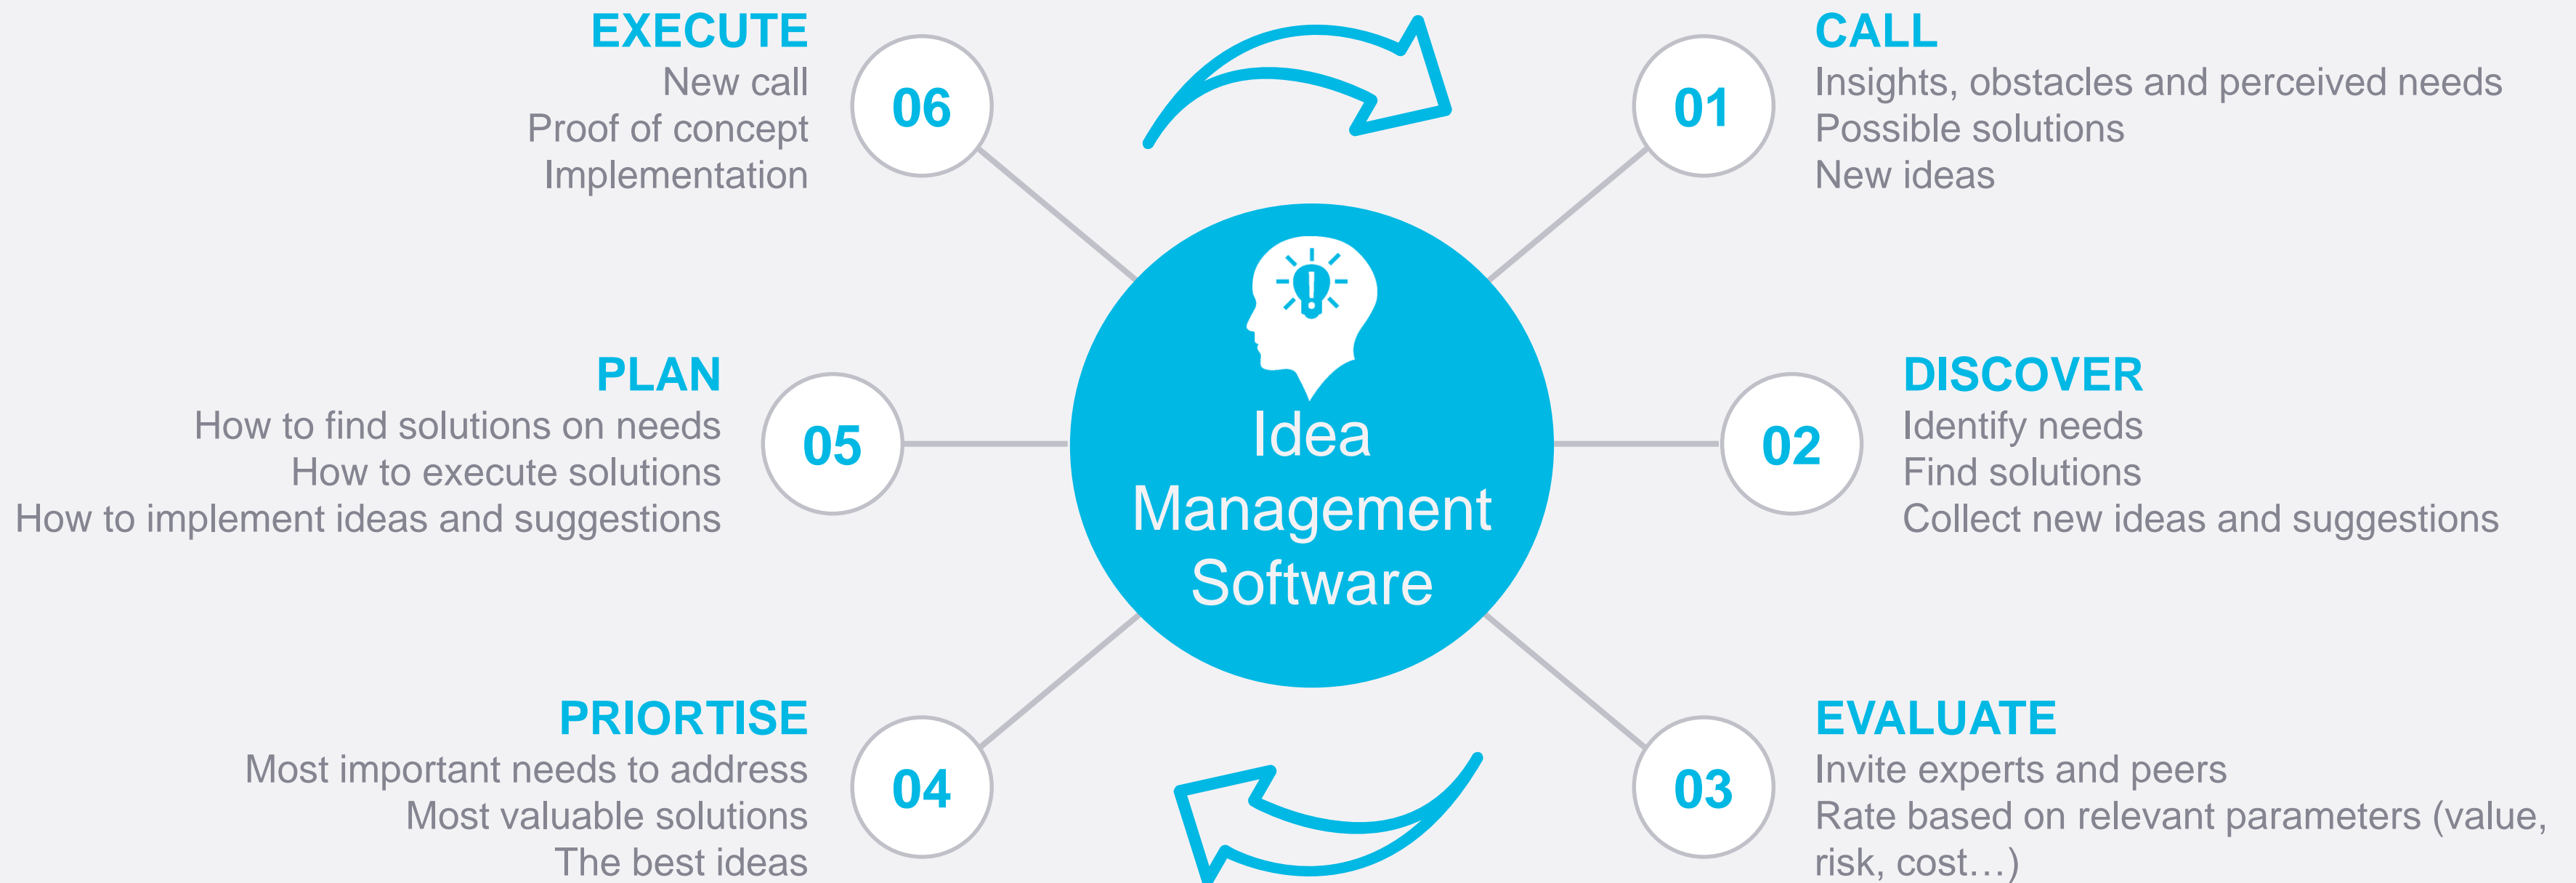 EXECUTE
New call
Proof of concept
Implementation
06
01
CALL
Insights, obstacles and perceived needs
Possible solutions
New ideas
PLAN
How to find solutions on needs
How to execute solutions
How to implement ideas and suggestions
05
Idea
Management
Software
02
DISCOVER
Identify needs
Find solutions
Collect new ideas and suggestions
PRIORTISE
Most important needs to address
Most valuable solutions
The best ideas
04
03
EVALUATE
Invite experts and peers
Rate based on relevant parameters (value,
risk, cost…)